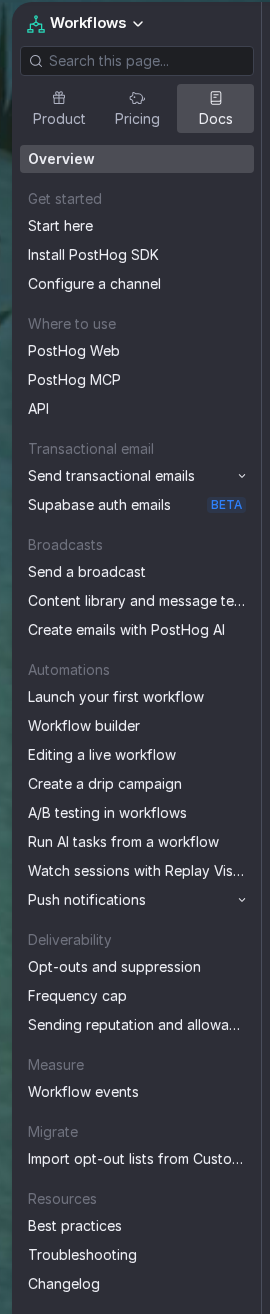 Workflows
Search this page...
Product
Pricing
Docs
Overview
Get started
Start here
Install PostHog SDK
Configure a channel
Where to use
PostHog Web
PostHog MCP
API
Transactional email
Send transactional emails
Supabase auth emails BETA
Broadcasts
Send a broadcast
Content library and message te...
Create emails with PostHog AI
Automations
Launch your first workflow
Workflow builder
Editing a live workflow
Create a drip campaign
A/B testing in workflows
Run AI tasks from a workflow
Watch sessions with Replay Vis...
Push notifications
Deliverability
Opt-outs and suppression
Frequency cap
Sending reputation and allowa...
Measure
Workflow events
Migrate
Import opt-out lists from Custo...
Resources
Best practices
Troubleshooting
Changelog